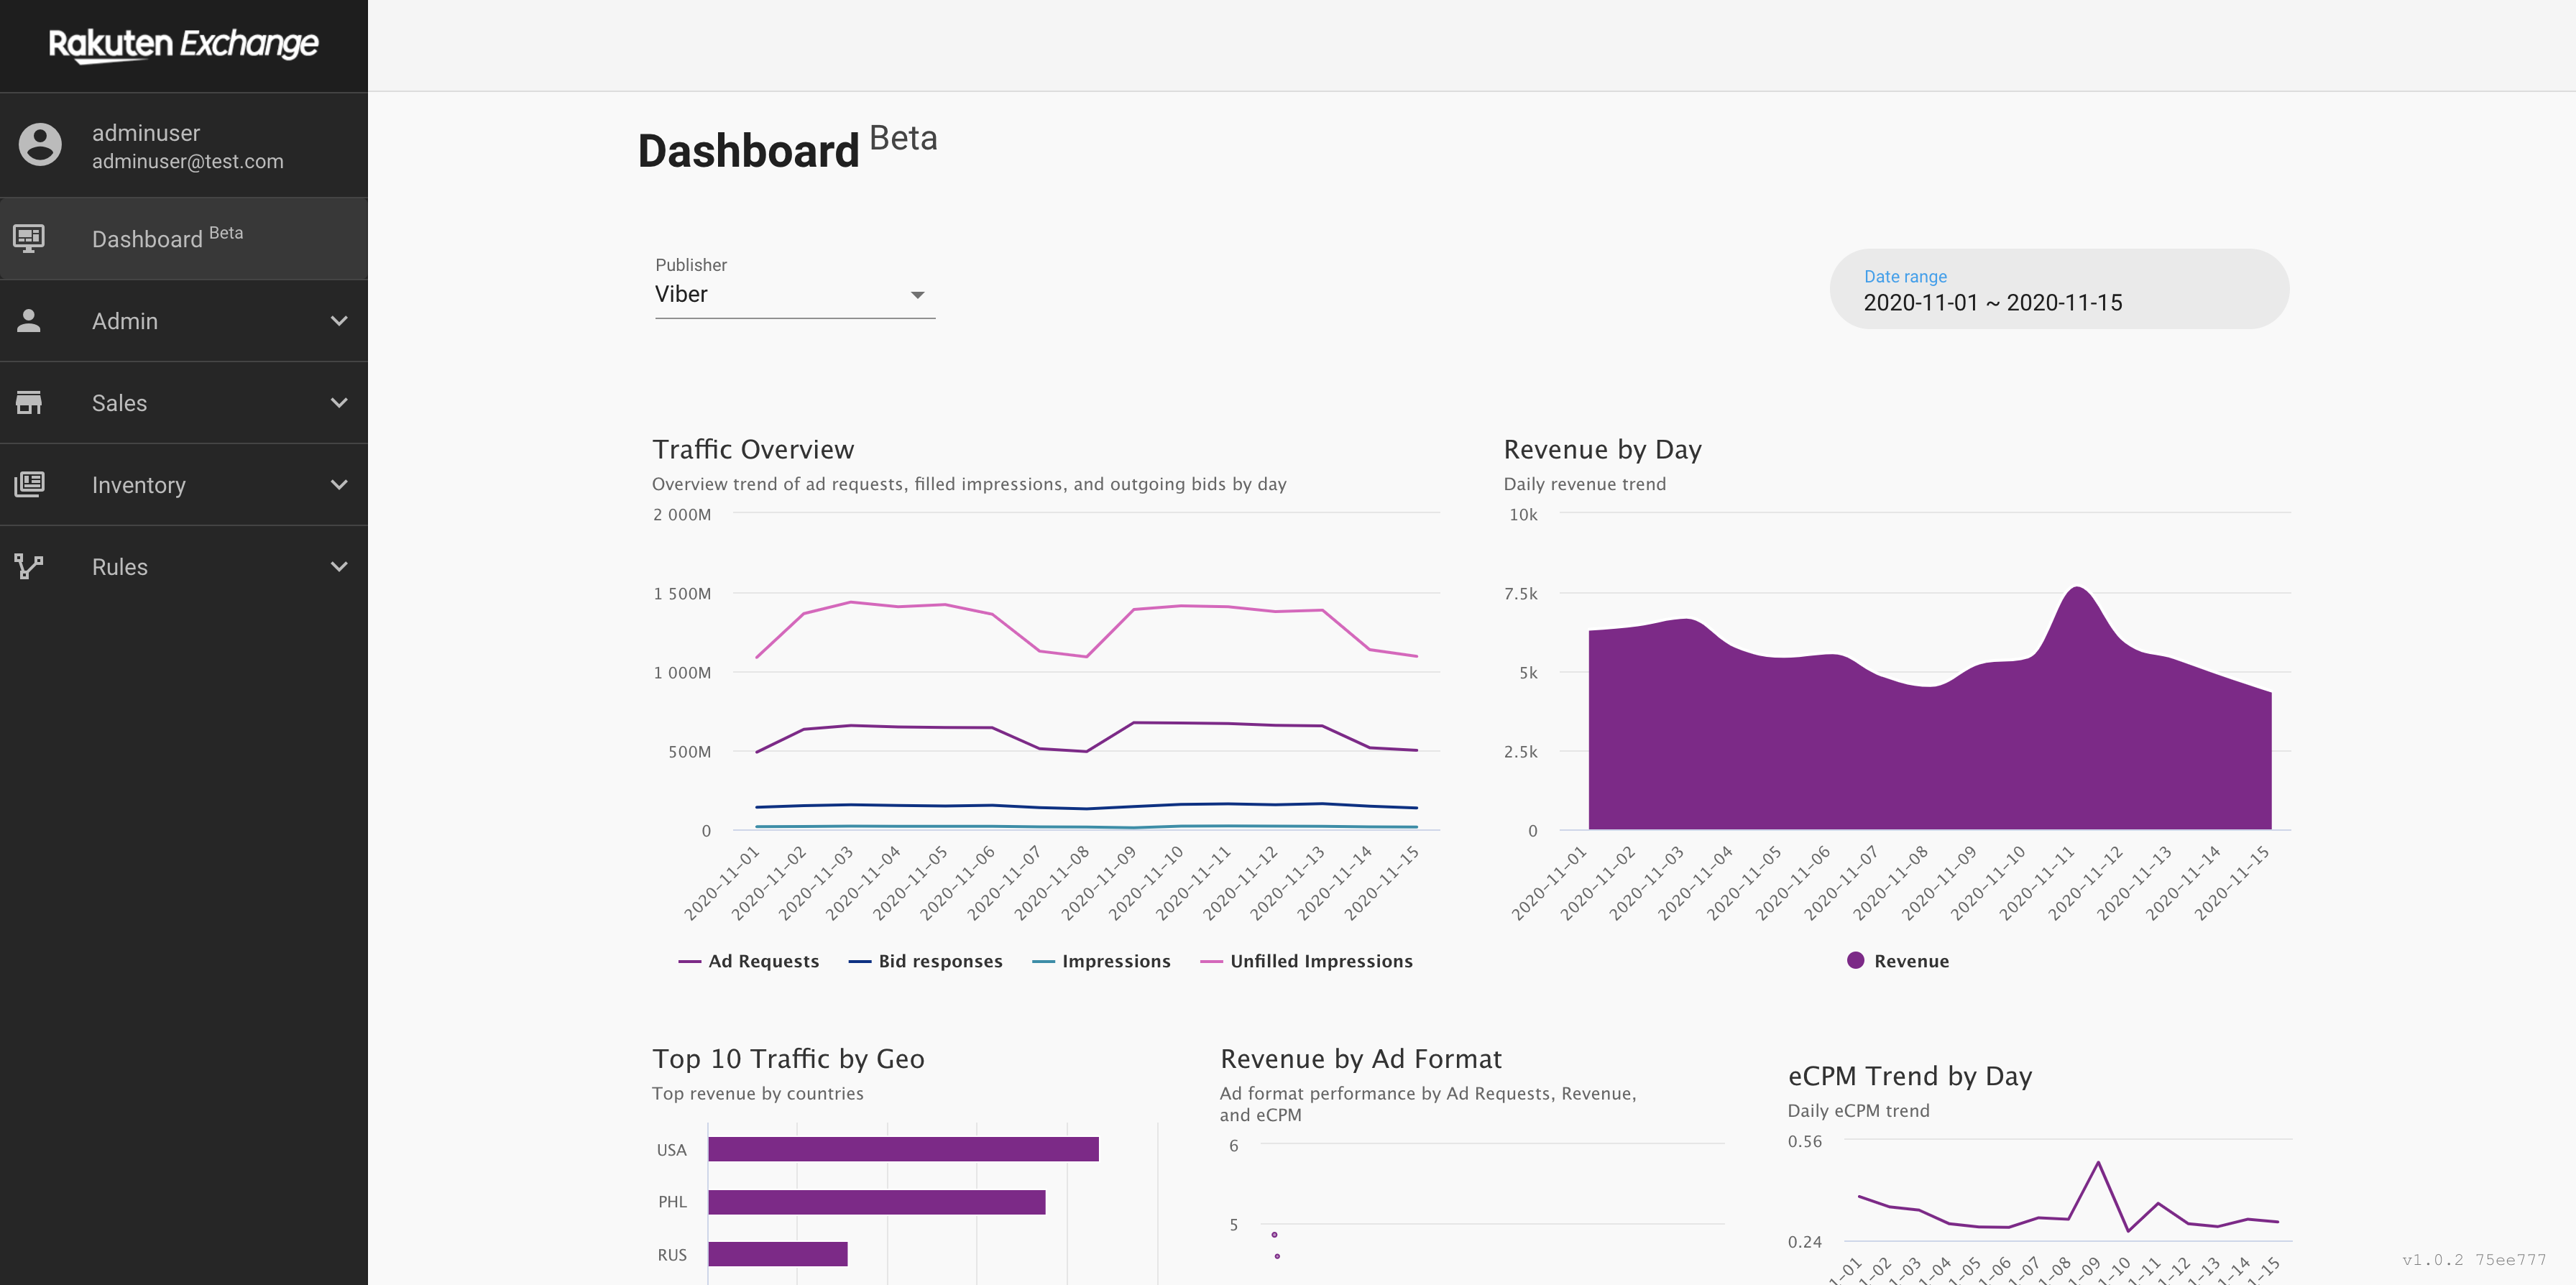 Rakuten Exchange
adminuser
adminuser@test.com
Dashboard Beta
Admin
Sales
Inventory
Rules
Dashboard Beta
Publisher
Viber
Date range
2020-11-01 ~ 2020-11-15
Traffic Overview
Overview trend of ad requests, filled impressions, and outgoing bids by day
2 000M
1 500M
1 000M
500M
0
2020-11-01
2020-11-02
2020-11-03
2020-11-04
2020-11-05
2020-11-06
2020-11-07
2020-11-08
2020-11-09
2020-11-10
2020-11-11
2020-11-12
2020-11-13
2020-11-14
2020-11-15
Ad Requests
Bid responses
Impressions
Unfilled Impressions
Revenue by Day
Daily revenue trend
10k
7.5k
5k
2.5k
0
2020-11-01
2020-11-02
2020-11-03
2020-11-04
2020-11-05
2020-11-06
2020-11-07
2020-11-08
2020-11-09
2020-11-10
2020-11-11
2020-11-12
2020-11-13
2020-11-14
2020-11-15
Revenue
Top 10 Traffic by Geo
Top revenue by countries
USA
PHL
RUS
Revenue by Ad Format
Ad format performance by Ad Requests, Revenue,
and eCPM
6
5
eCPM Trend by Day
Daily eCPM trend
0.56
0.24
1-01
1-02
1-03
1-04
1-05
1-06
1-07
1-08
1-09
1-10
1-11
1-12
1-13
1-14
1-15
v1.0.2 75ee777